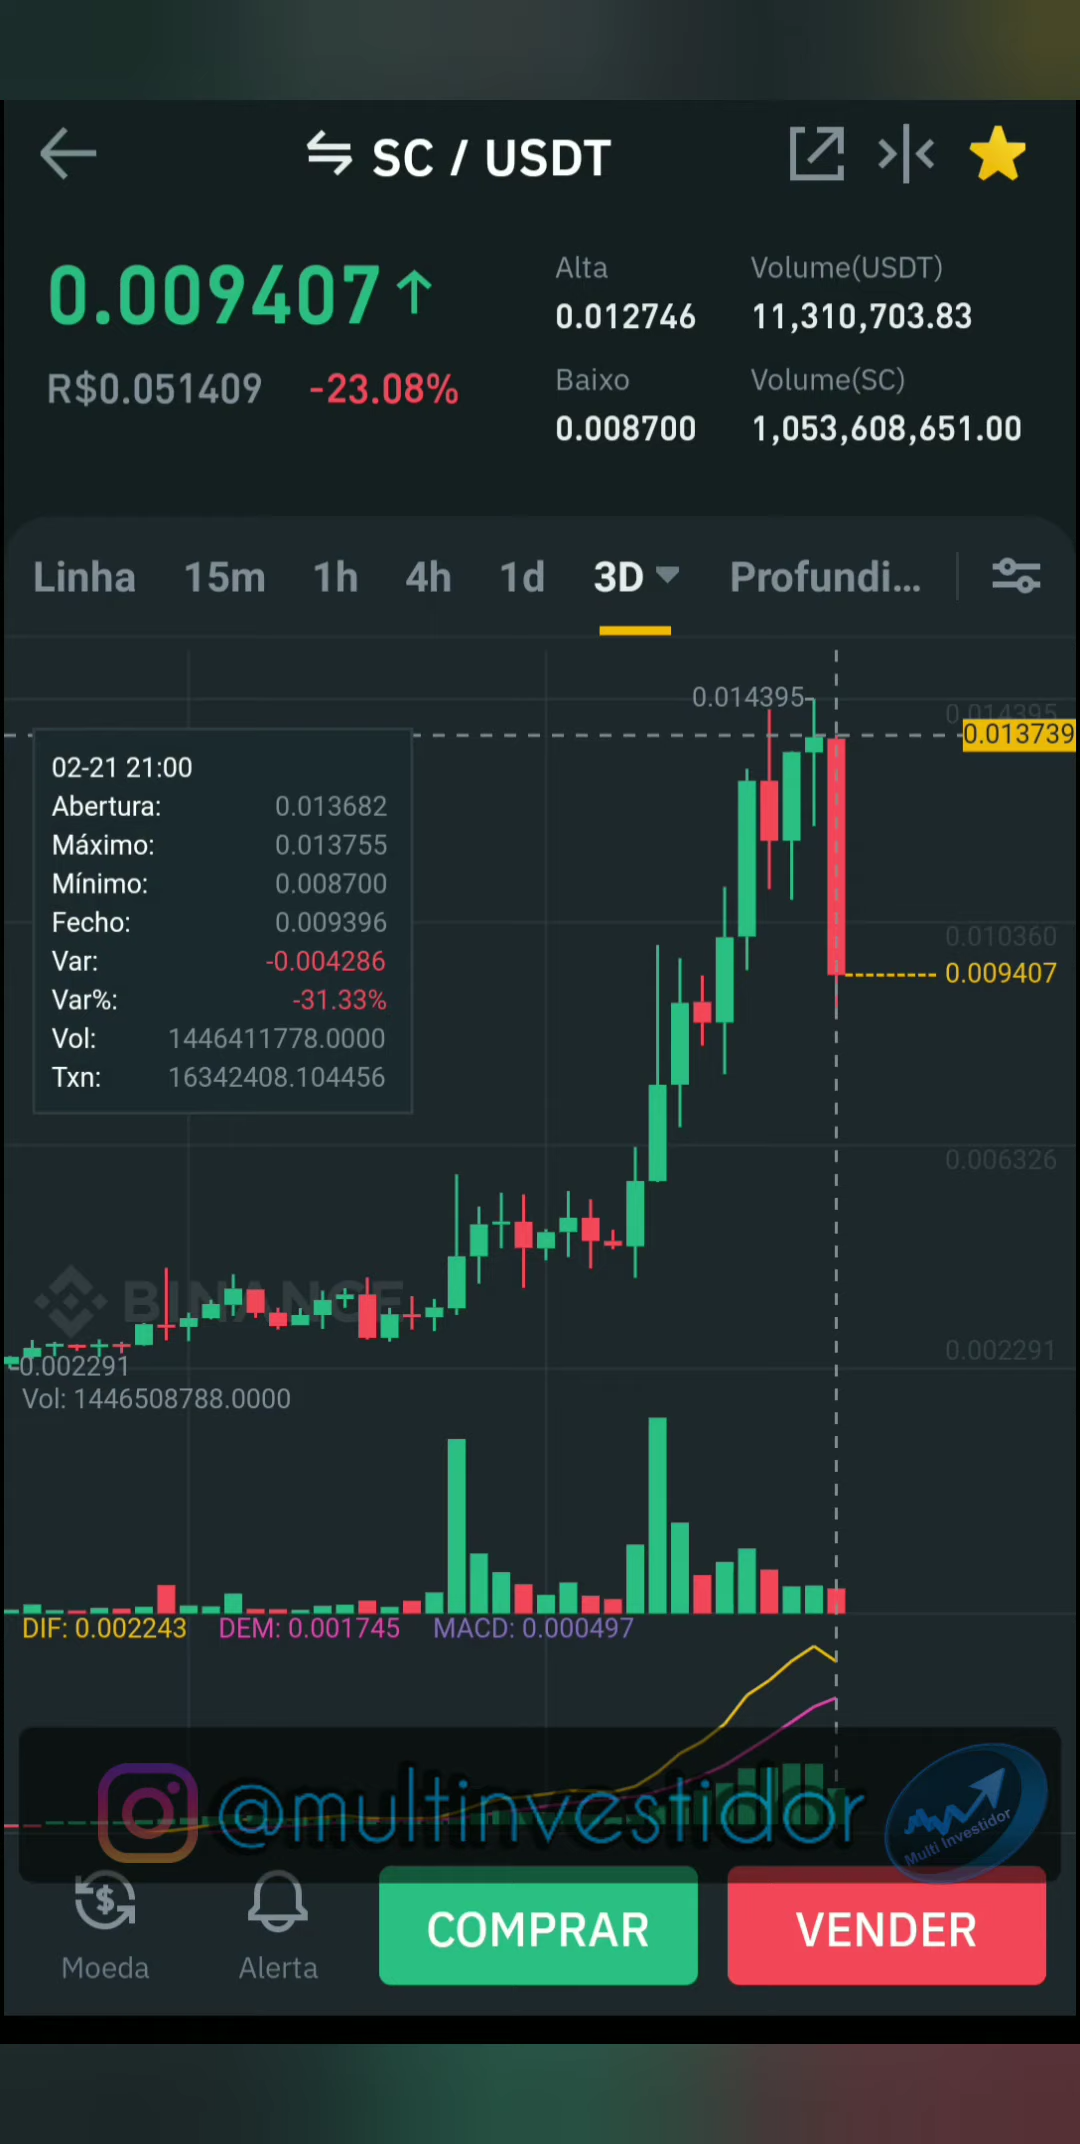 SC / USDT
0.009407
R$0.051409 -23.08%
Alta
0.012746
Volume(USDT)
11,310,703.83
Baixo
0.008700
Volume(SC)
1,053,608,651.00
Linha 15m 1h 4h 1d 3D Profundi...
0.014395
0.014395
0.013739
02-21 21:00
Abertura: 0.013682
Máximo: 0.013755
Mínimo: 0.008700
Fecho: 0.009396
Var: -0.004286
Var%: -31.33%
Vol: 1446411778.0000
Txn: 16342408.104456
0.010360
0.009407
0.006326
BINANCE
0.002291
0.002291
Vol: 1446508788.0000
DIF: 0.002243 DEM: 0.001745 MACD: 0.000497
@multinvestidor
Multi Investidor
Moeda
Alerta
COMPRAR
VENDER